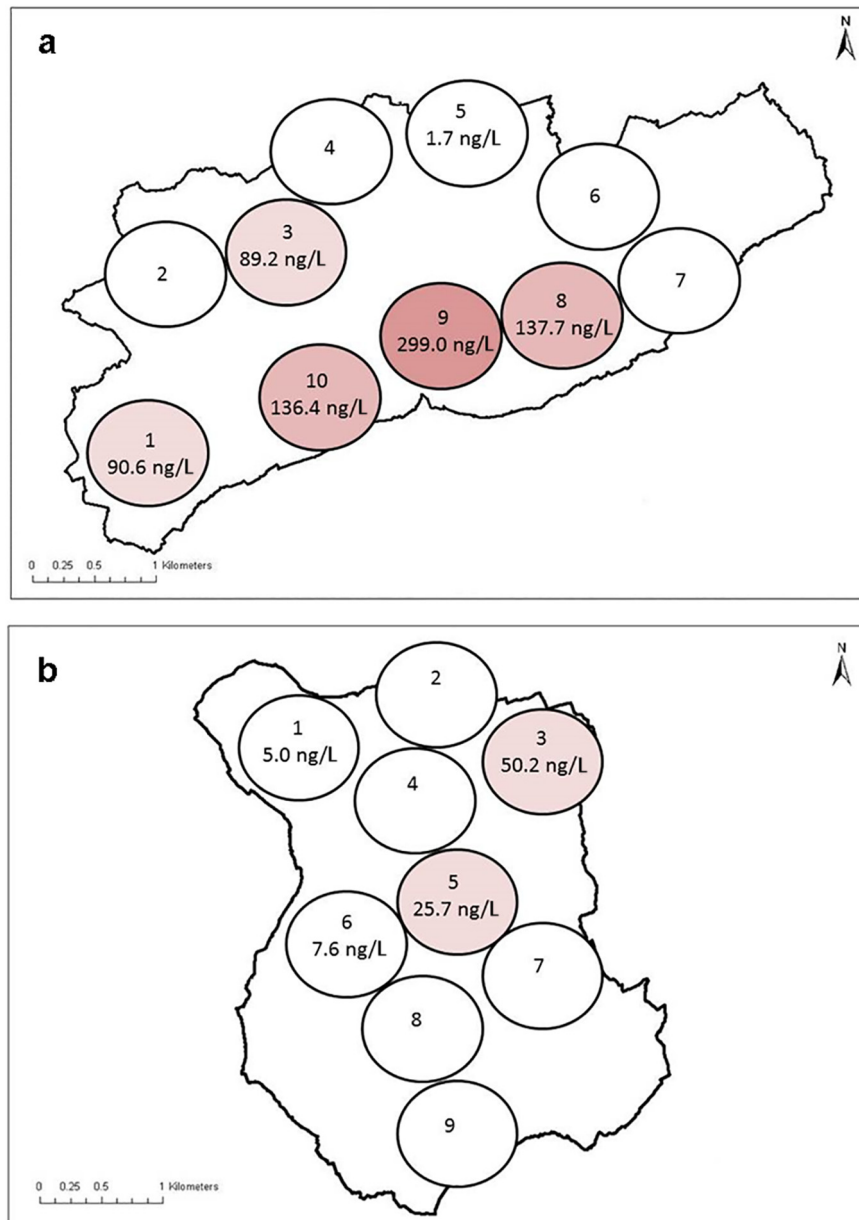 a
N
5
1.7 ng/L
4
6
3
89.2 ng/L
2
7
8
137.7 ng/L
9
299.0 ng/L
10
136.4 ng/L
1
90.6 ng/L
0 0.25 0.5 1 Kilometers
b
N
2
1
5.0 ng/L
3
50.2 ng/L
4
5
25.7 ng/L
6
7.6 ng/L
7
8
9
0 0.25 0.5 1 Kilometers